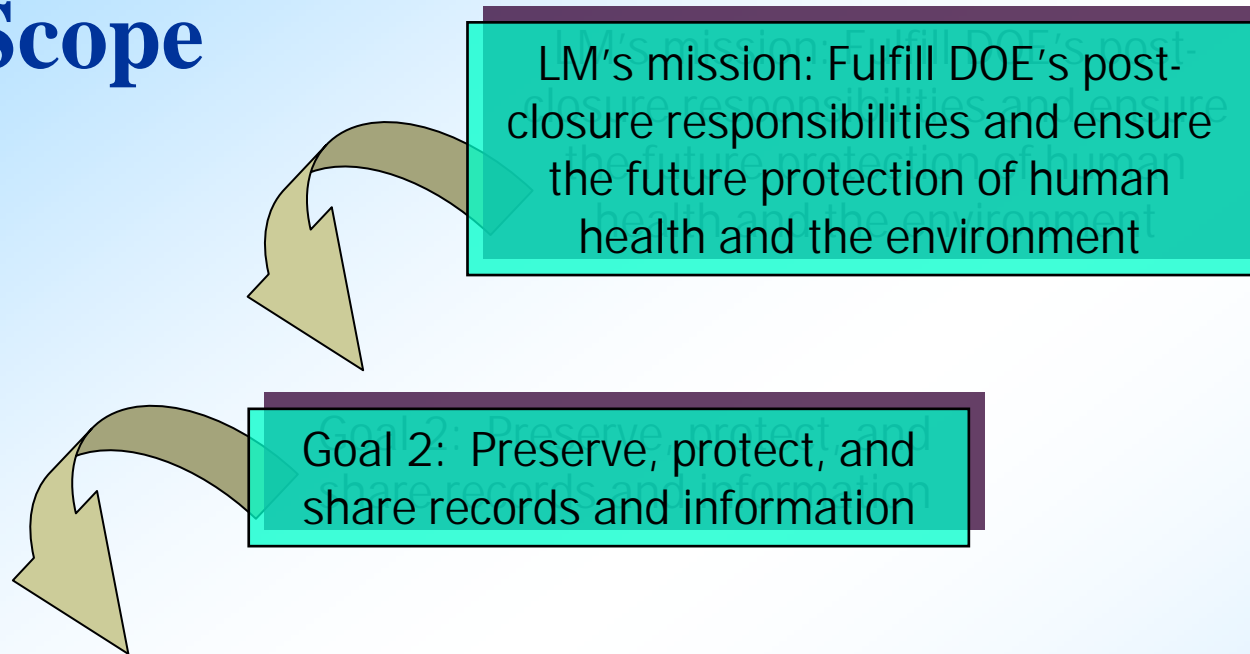 Scope
LM's mission: Fulfill DOE's post-
closure responsibilities and ensure
the future protection of human
health and the environment
Goal 2:  Preserve, protect, and
share records and information